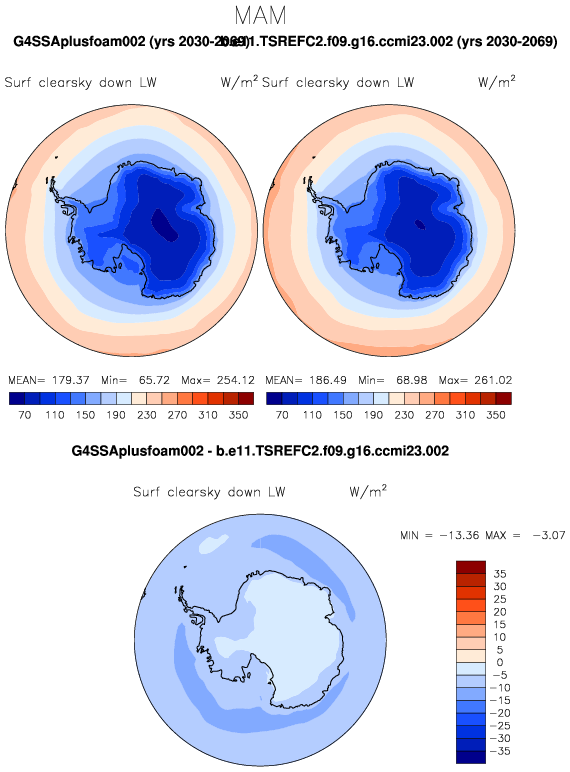 MAM
G4SSAplusfoam002 (yrs 2030-2069) b.e11.TSREFC2.f09.g16.ccmi23.002 (yrs 2030-2069)
Surf clearsky down LW W/m² Surf clearsky down LW W/m²
MEAN= 179.37 Min= 65.72 Max= 254.12 MEAN= 186.49 Min= 68.98 Max= 261.02
70 110 150 190 230 270 310 350 70 110 150 190 230 270 310 350
G4SSAplusfoam002 - b.e11.TSREFC2.f09.g16.ccmi23.002
Surf clearsky down LW W/m²
MIN = -13.36 MAX = -3.07
35
30
25
20
15
10
5
0
-5
-10
-15
-20
-25
-30
-35